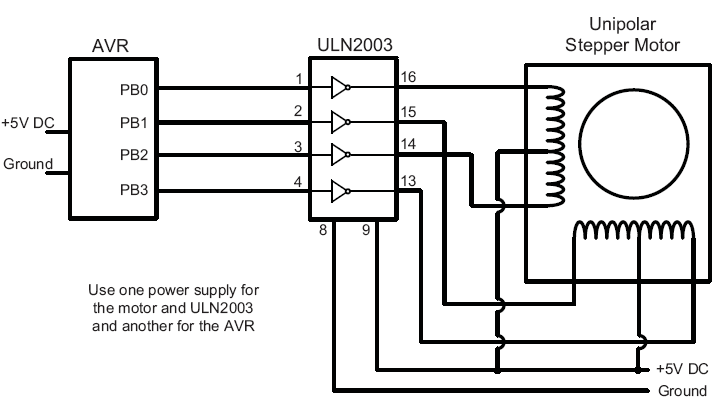 Unipolar
Stepper Motor
AVR
ULN2003
PB0
1
16
+5V DC
PB1
2
15
Ground
PB2
3
14
PB3
4
13
8
9
Use one power supply for
the motor and ULN2003
and another for the AVR
+5V DC
Ground